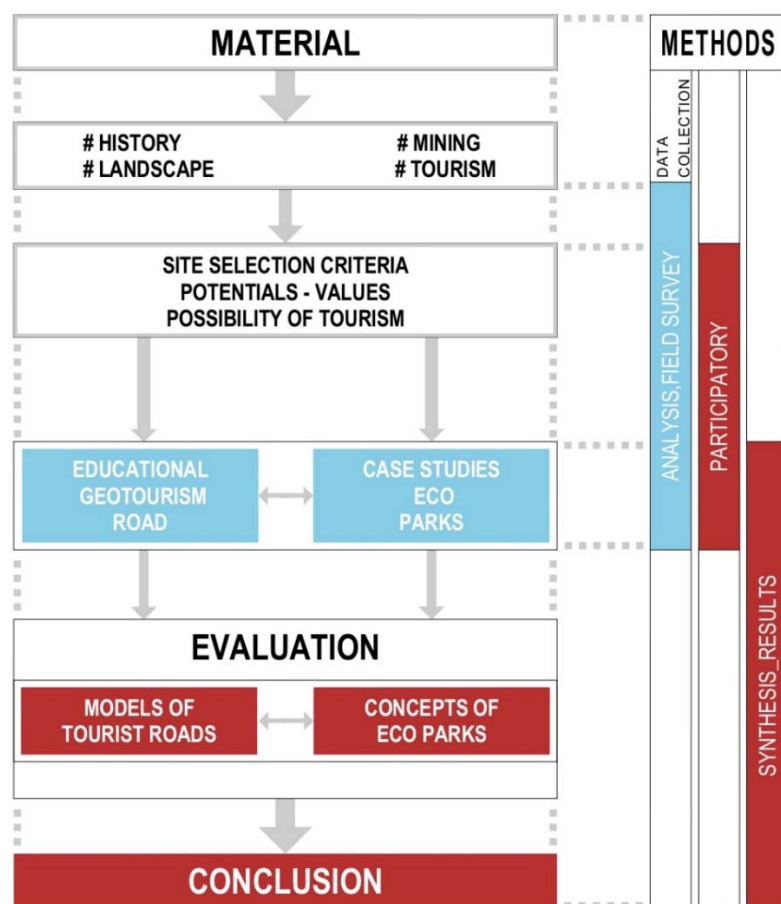 MATERIAL
METHODS
# HISTORY
# LANDSCAPE
# MINING
# TOURISM
DATA
COLLECTION
SITE SELECTION CRITERIA
POTENTIALS - VALUES
POSSIBILITY OF TOURISM
ANALYSIS,FIELD SURVEY
PARTICIPATORY
EDUCATIONAL
GEOTOURISM
ROAD
CASE STUDIES
ECO
PARKS
EVALUATION
MODELS OF
TOURIST ROADS
CONCEPTS OF
ECO PARKS
SYNTHESIS_RESULTS
CONCLUSION